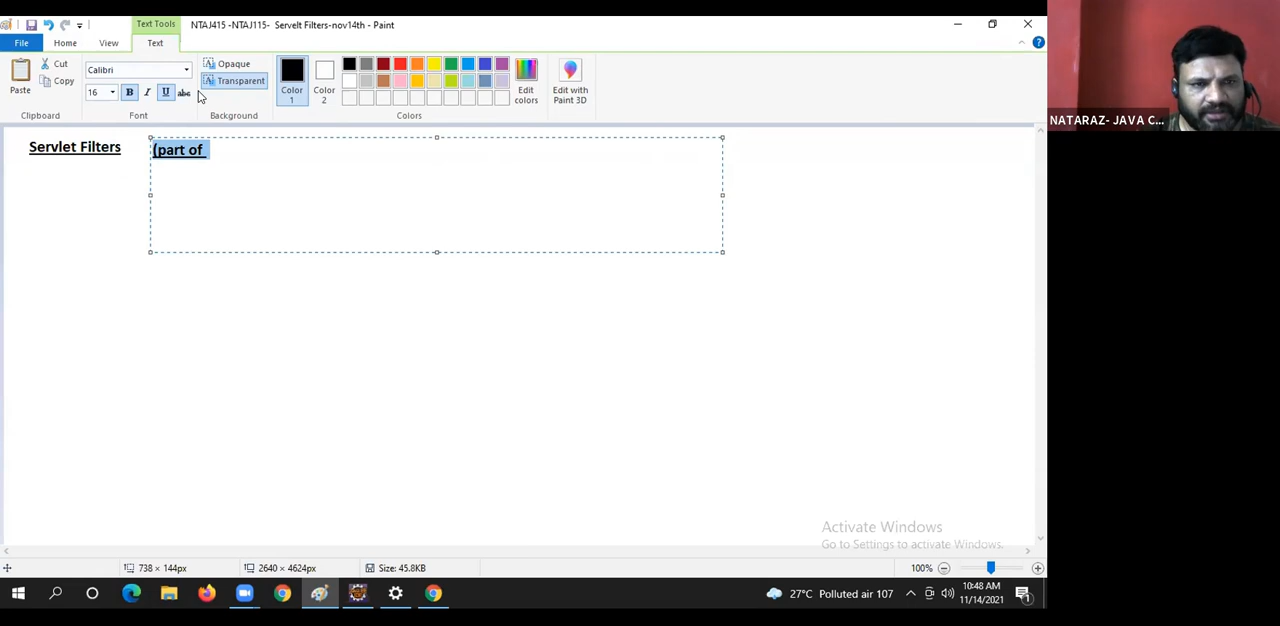 Text Tools
NTAJ415 -NTAJ115- Servelt Filters-nov14th - Paint
File
Home
View
Text
Paste
Cut
Copy
Clipboard
Calibri
16
B
I
U
abc
Font
Opaque
Transparent
Background
Color 1
Color 2
Edit colors
Colors
Edit with Paint 3D
NATARAZ- JAVA C...
Servlet Filters
(part of
Activate Windows
Go to Settings to activate Windows.
738 × 144px
2640 × 4624px
Size: 45.8KB
100%
27°C Polluted air 107
10:48 AM
11/14/2021
1